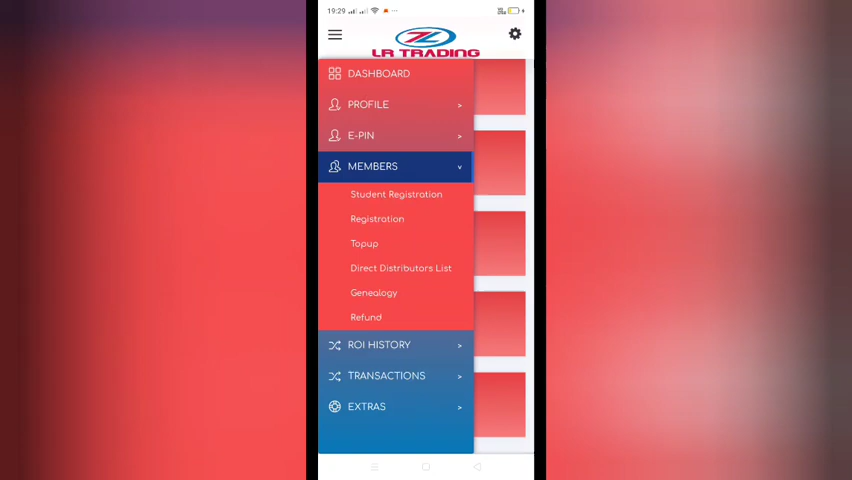 19:29
LR TRADING
DASHBOARD
PROFILE >
E-PIN >
MEMBERS v
Student Registration
Registration
Topup
Direct Distributors List
Genealogy
Refund
ROI HISTORY >
TRANSACTIONS >
EXTRAS >